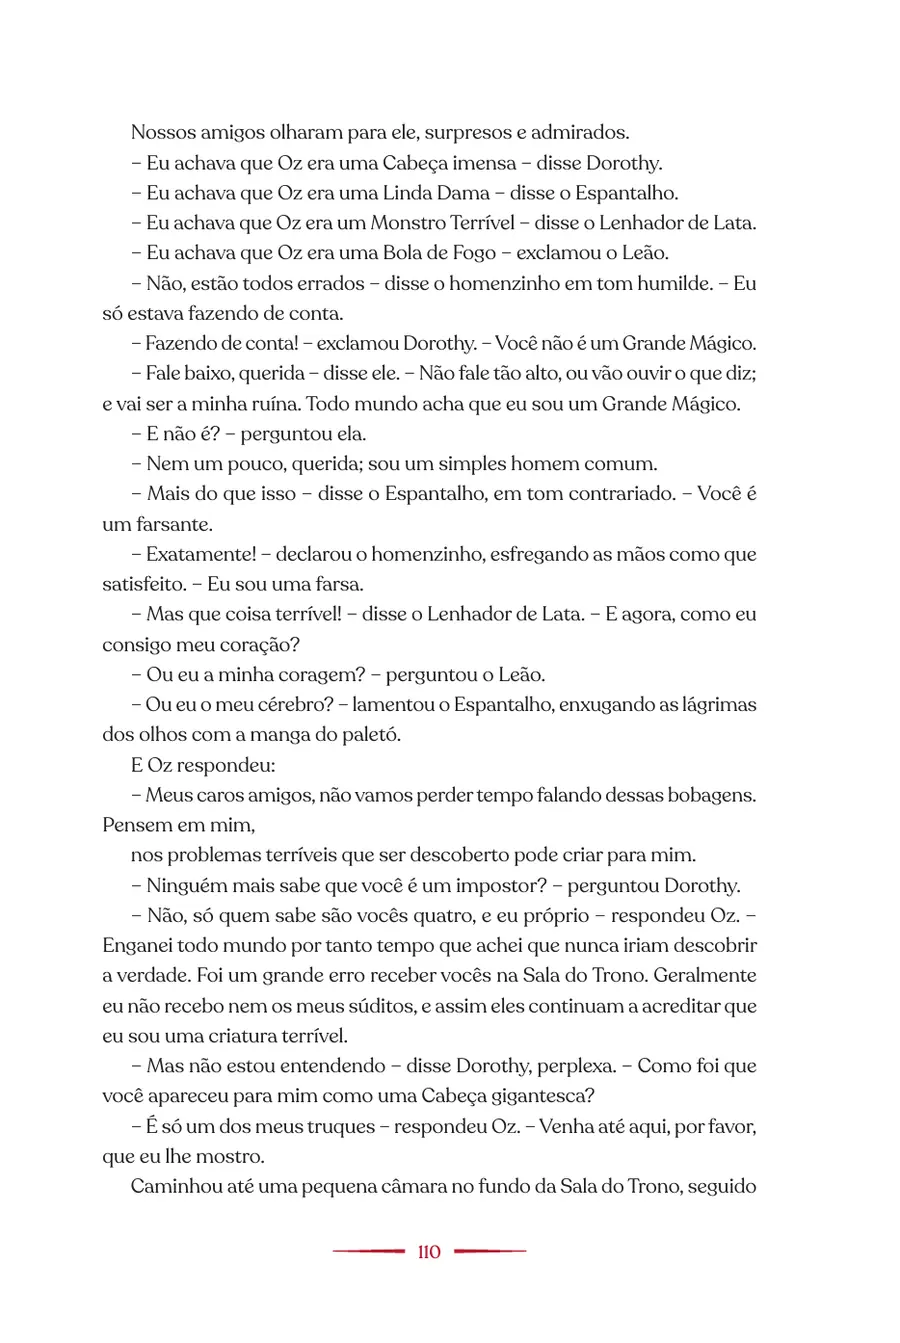 Nossos amigos olharam para ele, surpresos e admirados.
– Eu achava que Oz era uma Cabeça imensa – disse Dorothy.
– Eu achava que Oz era uma Linda Dama – disse o Espantalho.
– Eu achava que Oz era um Monstro Terrível – disse o Lenhador de Lata.
– Eu achava que Oz era uma Bola de Fogo – exclamou o Leão.
– Não, estão todos errados – disse o homenzinho em tom humilde. – Eu
só estava fazendo de conta.
– Fazendo de conta! – exclamou Dorothy. – Você não é um Grande Mágico.
– Fale baixo, querida – disse ele. – Não fale tão alto, ou vão ouvir o que diz;
e vai ser a minha ruína. Todo mundo acha que eu sou um Grande Mágico.
– E não é? – perguntou ela.
– Nem um pouco, querida; sou um simples homem comum.
– Mais do que isso – disse o Espantalho, em tom contrariado. – Você é
um farsante.
– Exatamente! – declarou o homenzinho, esfregando as mãos como que
satisfeito. – Eu sou uma farsa.
– Mas que coisa terrível! – disse o Lenhador de Lata. – E agora, como eu
consigo meu coração?
– Ou eu a minha coragem? – perguntou o Leão.
– Ou eu o meu cérebro? – lamentou o Espantalho, enxugando as lágrimas
dos olhos com a manga do paletó.
E Oz respondeu:
– Meus caros amigos, não vamos perder tempo falando dessas bobagens.
Pensem em mim,
nos problemas terríveis que ser descoberto pode criar para mim.
– Ninguém mais sabe que você é um impostor? – perguntou Dorothy.
– Não, só quem sabe são vocês quatro, e eu próprio – respondeu Oz. –
Enganei todo mundo por tanto tempo que achei que nunca iriam descobrir
a verdade. Foi um grande erro receber vocês na Sala do Trono. Geralmente
eu não recebo nem os meus súditos, e assim eles continuam a acreditar que
eu sou uma criatura terrível.
– Mas não estou entendendo – disse Dorothy, perplexa. – Como foi que
você apareceu para mim como uma Cabeça gigantesca?
– É só um dos meus truques – respondeu Oz. – Venha até aqui, por favor,
que eu lhe mostro.
Caminhou até uma pequena câmara no fundo da Sala do Trono, seguido
110